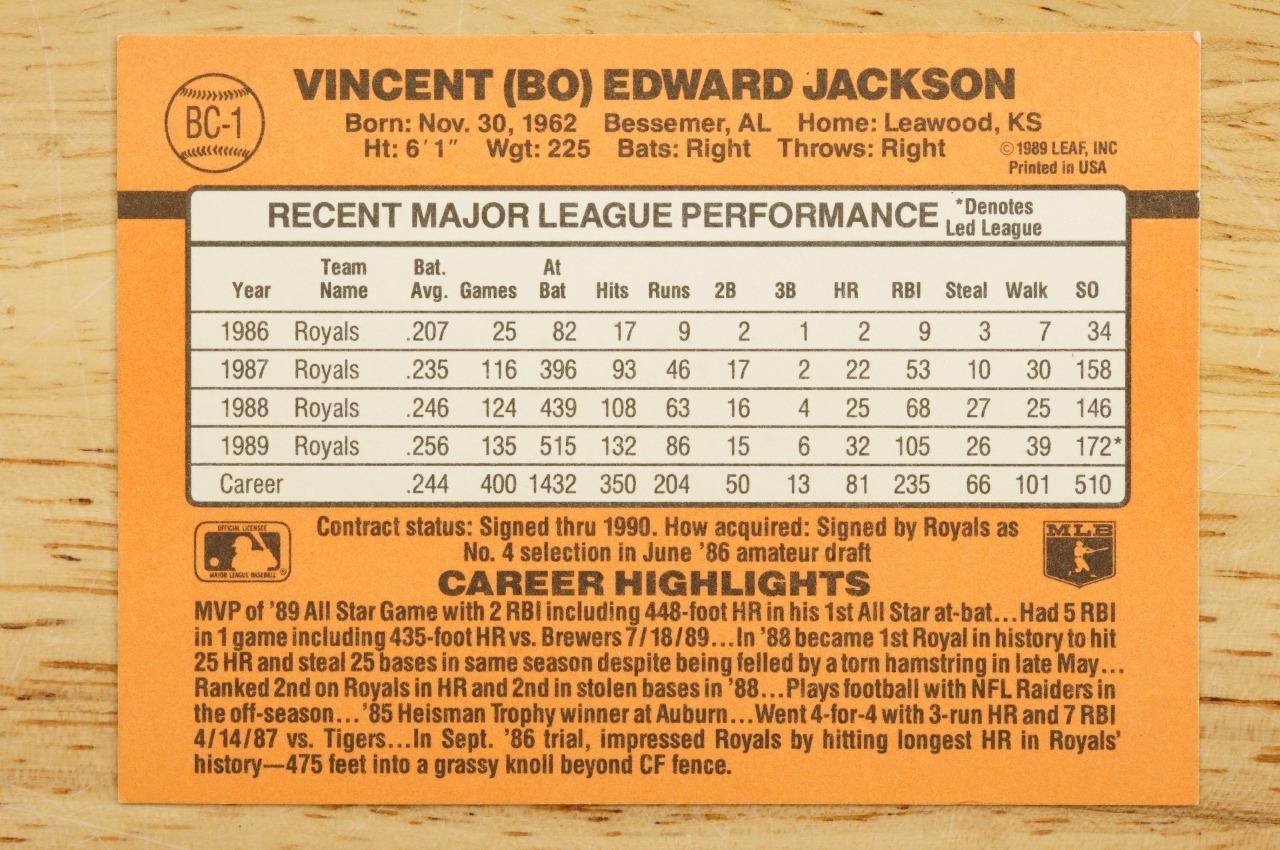 BC-1
VINCENT (BO) EDWARD JACKSON
Born: Nov. 30, 1962 Bessemer, AL Home: Leawood, KS
Ht: 6′1″ Wgt: 225 Bats: Right Throws: Right
©1989 LEAF, INC
Printed in USA
RECENT MAJOR LEAGUE PERFORMANCE *Denotes
Led League
Year Team Name Bat. Avg. Games At Bat Hits Runs 2B 3B HR RBI Steal Walk SO
1986 Royals .207 25 82 17 9 2 1 2 9 3 7 34
1987 Royals .235 116 396 93 46 17 2 22 53 10 30 158
1988 Royals .246 124 439 108 63 16 4 25 68 27 25 146
1989 Royals .256 135 515 132 86 15 6 32 105 26 39 172*
Career .244 400 1432 350 204 50 13 81 235 66 101 510
OFFICIAL LICENSEE
MAJOR LEAGUE BASEBALL ®
Contract status: Signed thru 1990. How acquired: Signed by Royals as
No. 4 selection in June '86 amateur draft
MLB
CAREER HIGHLIGHTS
MVP of '89 All Star Game with 2 RBI including 448-foot HR in his 1st All Star at-bat...Had 5 RBI
in 1 game including 435-foot HR vs. Brewers 7/18/89...In '88 became 1st Royal in history to hit
25 HR and steal 25 bases in same season despite being felled by a torn hamstring in late May...
Ranked 2nd on Royals in HR and 2nd in stolen bases in '88...Plays football with NFL Raiders in
the off-season...'85 Heisman Trophy winner at Auburn...Went 4-for-4 with 3-run HR and 7 RBI
4/14/87 vs. Tigers...In Sept. '86 trial, impressed Royals by hitting longest HR in Royals'
history—475 feet into a grassy knoll beyond CF fence.